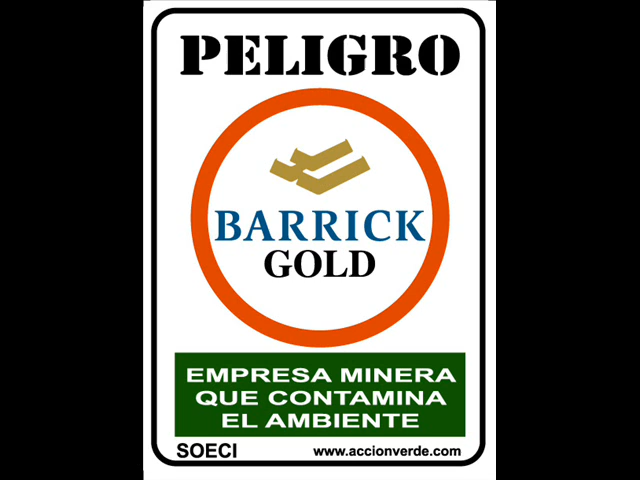 PELIGRO
BARRICK
GOLD
EMPRESA MINERA
QUE CONTAMINA
EL AMBIENTE
SOECI www.accionverde.com